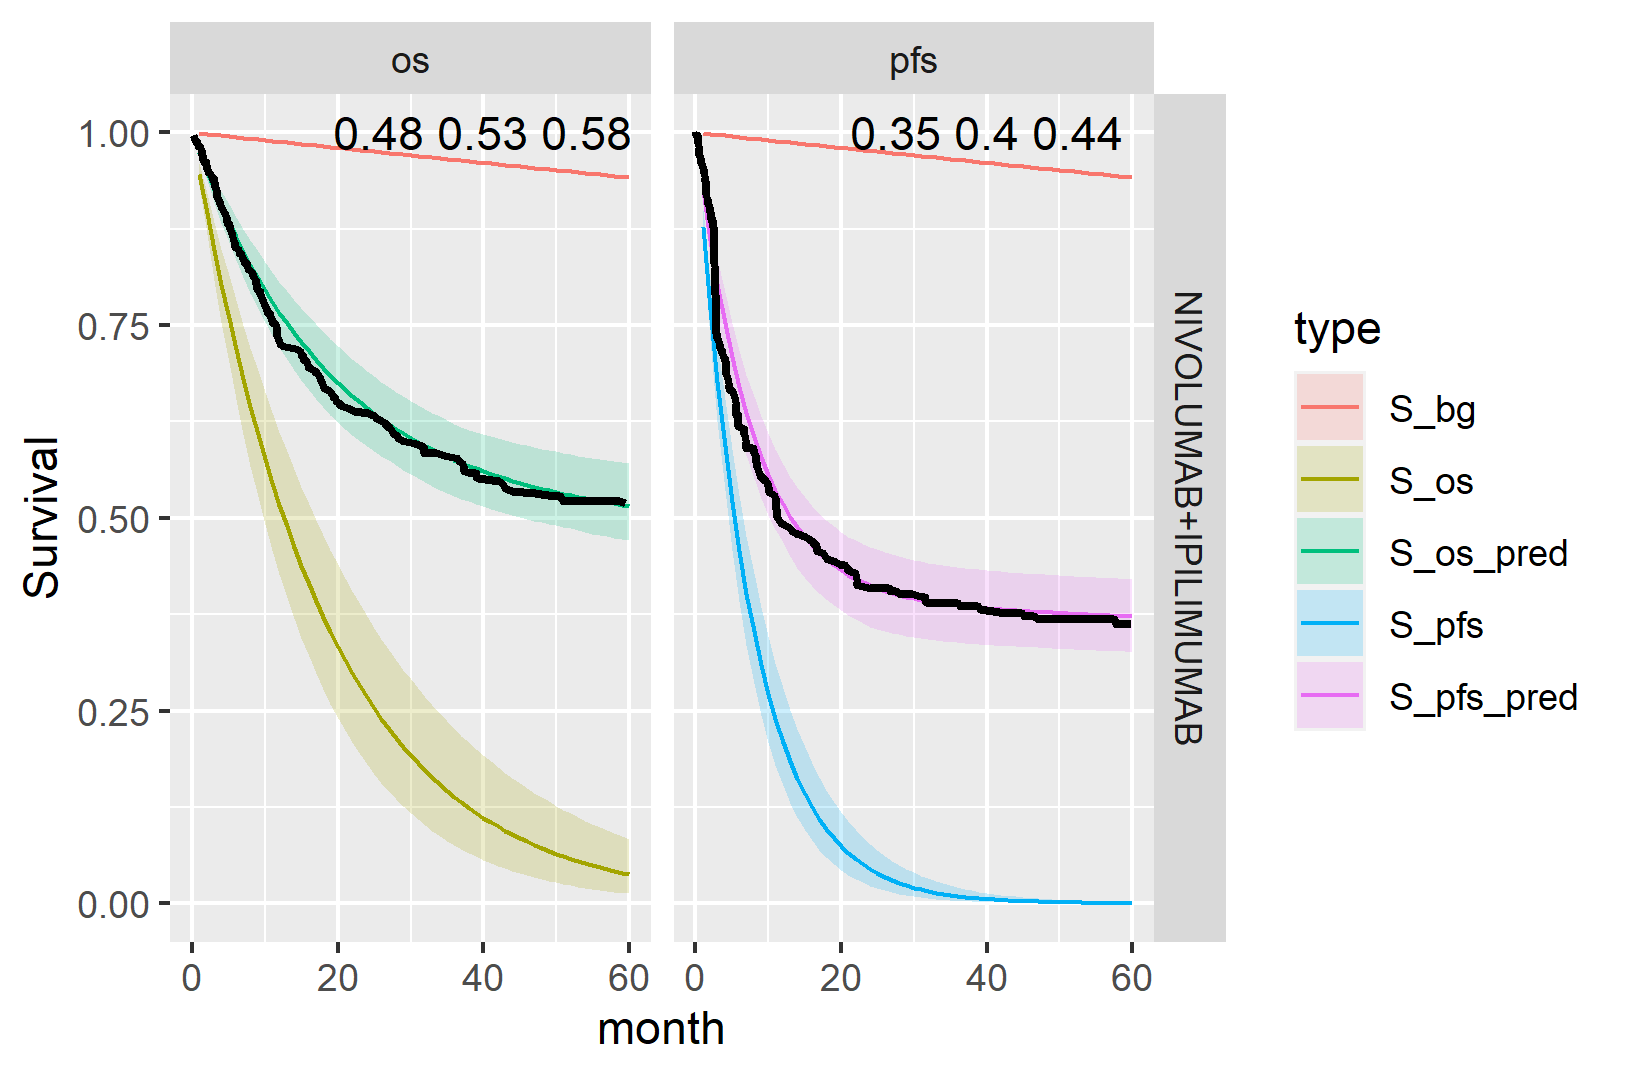 os
pfs
0.48 0.53 0.58
0.35 0.4 0.44
1.00
0.75
0.50
0.25
0.00
Survival
0 20 40 60
0 20 40 60
month
NIVOLUMAB+IPILIMUMAB
type
S_bg
S_os
S_os_pred
S_pfs
S_pfs_pred